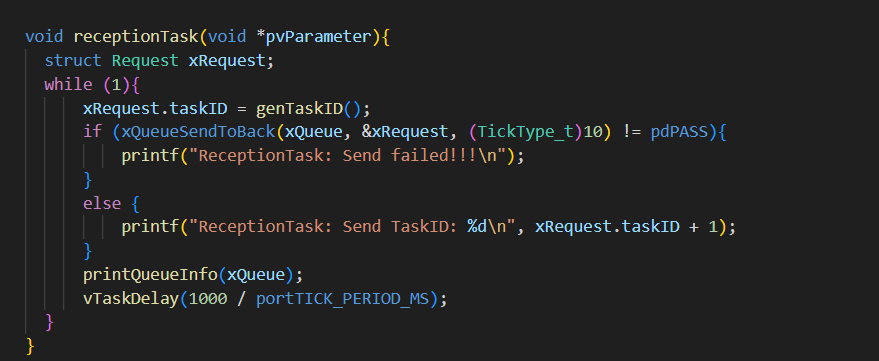 void receptionTask(void *pvParameter){
struct Request xRequest;
while (1){
xRequest.taskID = genTaskID();
if (xQueueSendToBack(xQueue, &xRequest, (TickType_t)10) != pdPASS){
printf("ReceptionTask: Send failed!!!\n");
}
else {
printf("ReceptionTask: Send TaskID: %d\n", xRequest.taskID + 1);
}
printQueueInfo(xQueue);
vTaskDelay(1000 / portTICK_PERIOD_MS);
}
}